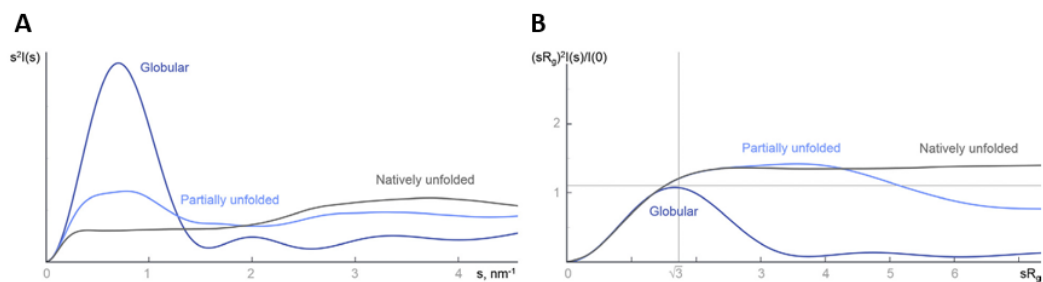 A
s²I(s)
Globular
Partially unfolded
Natively unfolded
0 1 2 3 4
s, nm⁻¹
B
(sRg)²I(s)/I(0)
2
1
Partially unfolded
Natively unfolded
Globular
0 √3 3 4 5 6
sRg